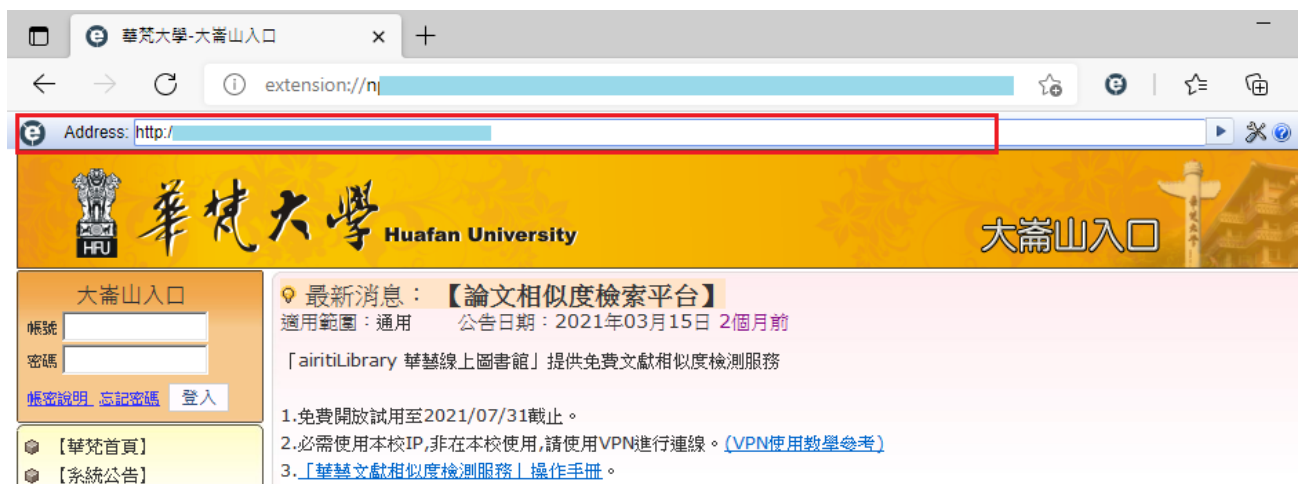 華梵大學-大崙山入口
extension://np
Address: http:/
華梵大學 Huafan University
HFU
大崙山入口
大崙山入口
帳號
密碼
帳密說明 忘記密碼 登入
【華梵首頁】
【系統公告】
最新消息：【論文相似度檢索平台】
適用範圍：通用 公告日期：2021年03月15日 2個月前
「airitiLibrary 華藝線上圖書館」提供免費文獻相似度檢測服務
1.免費開放試用至2021/07/31截止。
2.必需使用本校IP,非在本校使用,請使用VPN進行連線。(VPN使用教學參考)
3.「華藝文獻相似度檢測服務」操作手冊。